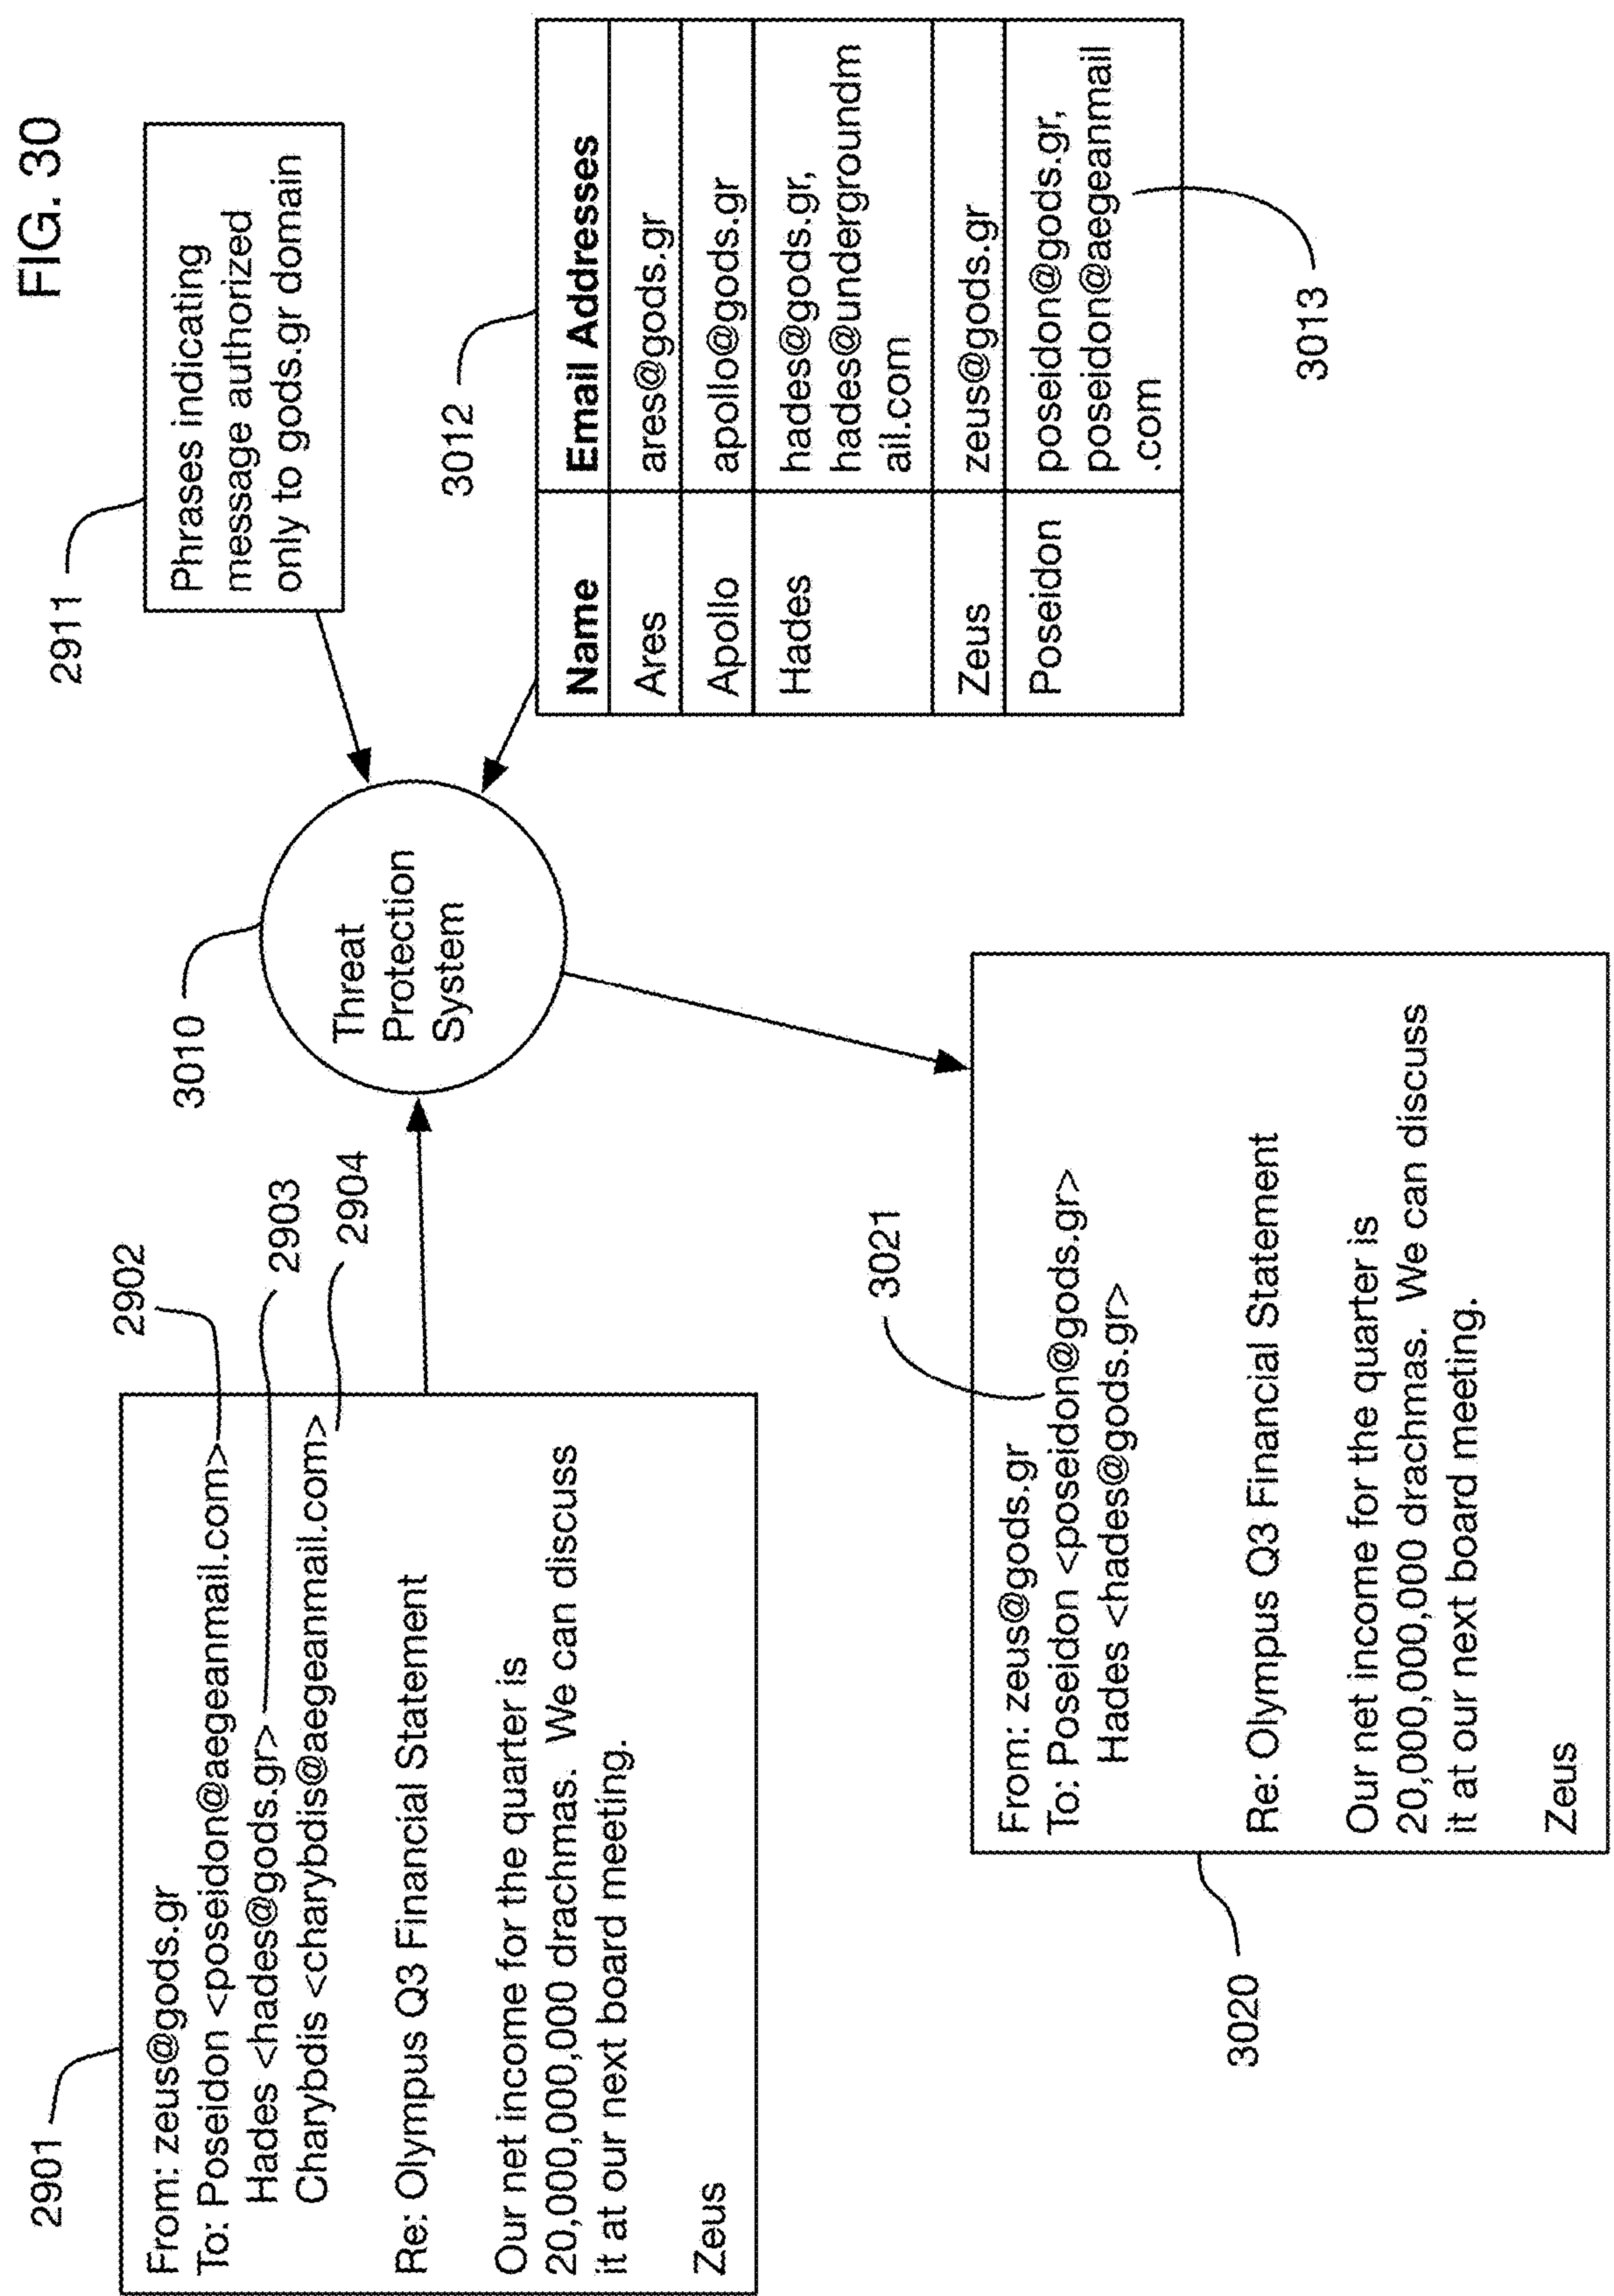 FIG. 30
2901
From: zeus@gods.gr
To: Poseidon <poseidon@aegeanmail.com>
Hades <hades@gods.gr>
Charybdis <charybdis@aegeanmail.com>
Re: Olympus Q3 Financial Statement
Our net income for the quarter is
20,000,000,000 drachmas. We can discuss
it at our next board meeting.
Zeus
2902
2903
2904
3010
Threat
Protection
System
2911
Phrases indicating
message authorized
only to gods.gr domain
3012
Name Email Addresses
Ares ares@gods.gr
Apollo apollo@gods.gr
Hades hades@gods.gr,
hades@undergroundm
ail.com
Zeus zeus@gods.gr
Poseidon poseidon@gods.gr,
poseidon@aegeanmail
.com
3013
3020
From: zeus@gods.gr
To: Poseidon <poseidon@gods.gr>
Hades <hades@gods.gr>
Re: Olympus Q3 Financial Statement
Our net income for the quarter is
20,000,000,000 drachmas. We can discuss
it at our next board meeting.
Zeus
3021